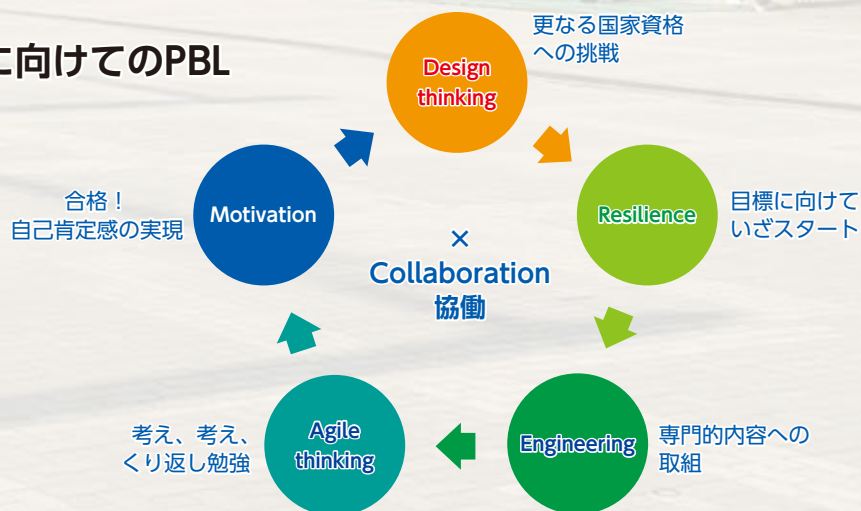 に向けてのPBL
Design
thinking
更なる国家資格
への挑戦
Resilience
目標に向けて
いざスタート
Engineering
専門的内容への
取組
Agile
thinking
考え、考え、
くり返し勉強
Motivation
合格！
自己肯定感の実現
×
Collaboration
協働